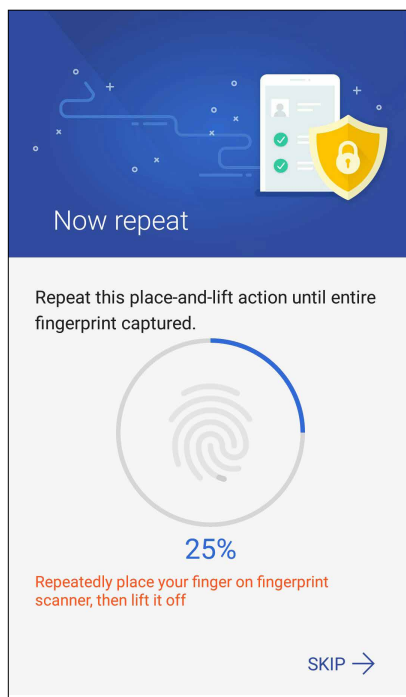 Now repeat
Repeat this place-and-lift action until entire
fingerprint captured.
25%
Repeatedly place your finger on fingerprint
scanner, then lift it off
SKIP